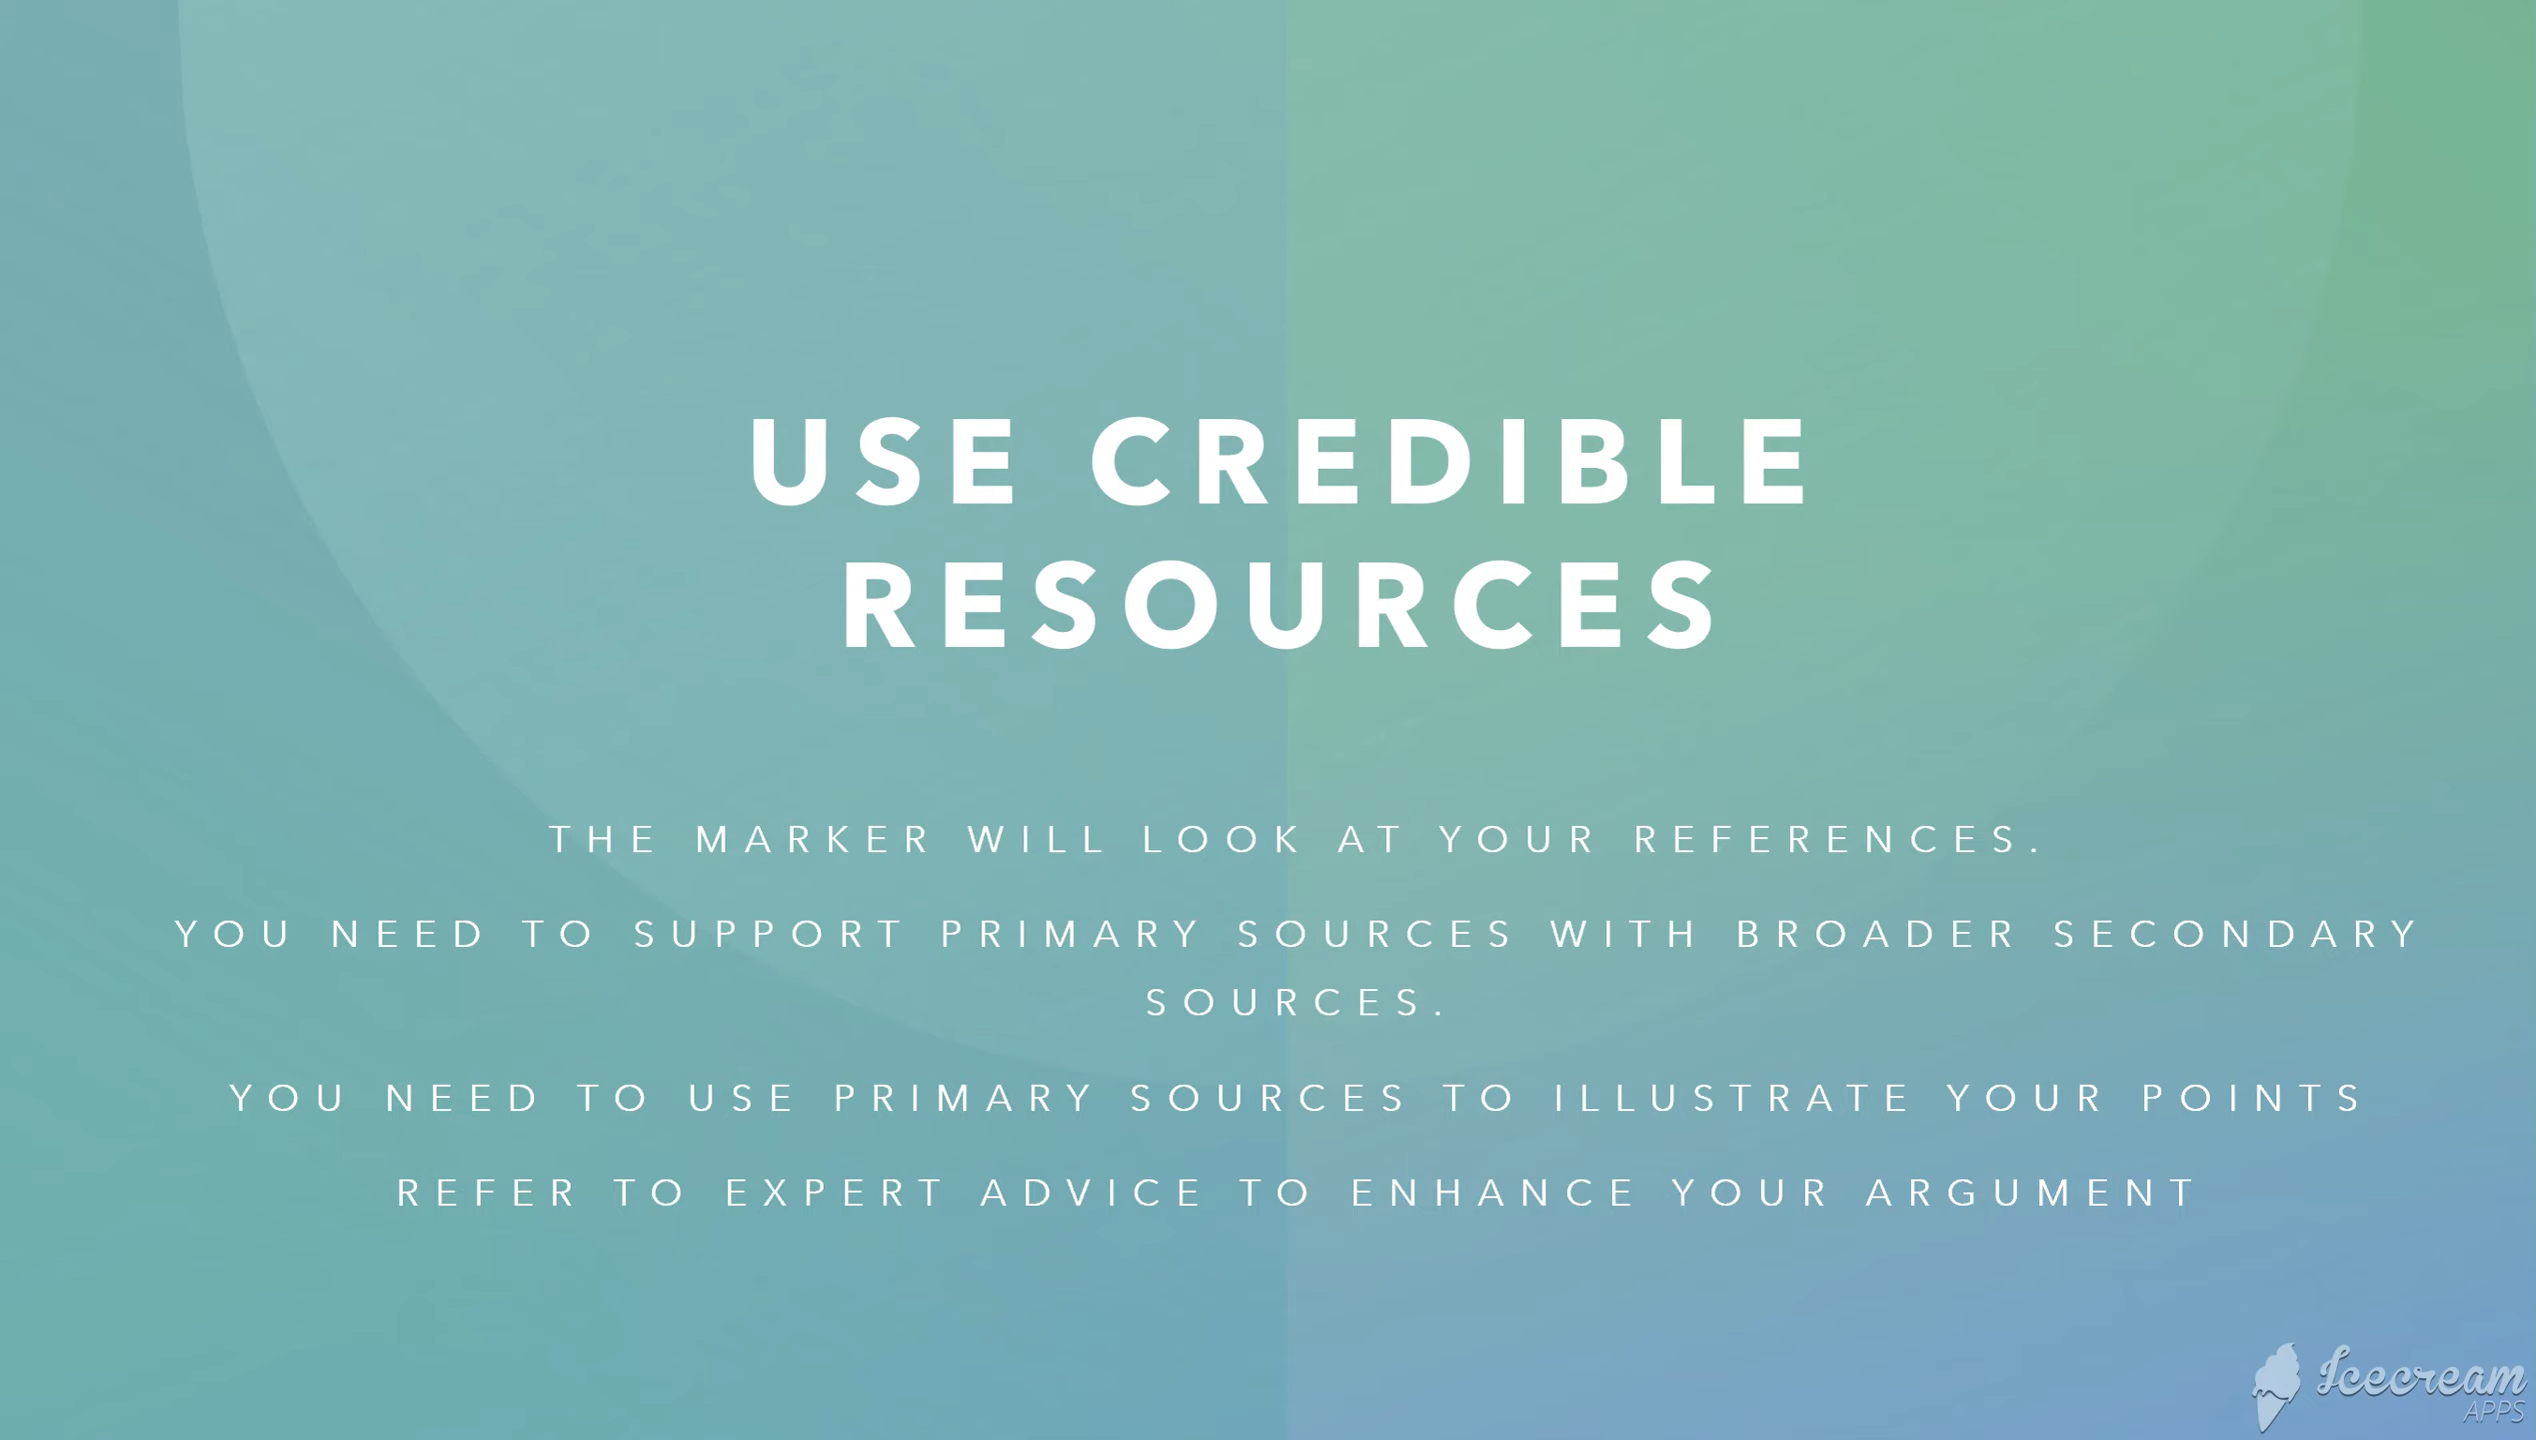 USE CREDIBLE
RESOURCES
THE MARKER WILL LOOK AT YOUR REFERENCES.
YOU NEED TO SUPPORT PRIMARY SOURCES WITH BROADER SECONDARY
SOURCES.
YOU NEED TO USE PRIMARY SOURCES TO ILLUSTRATE YOUR POINTS
REFER TO EXPERT ADVICE TO ENHANCE YOUR ARGUMENT
Icecream
APPS